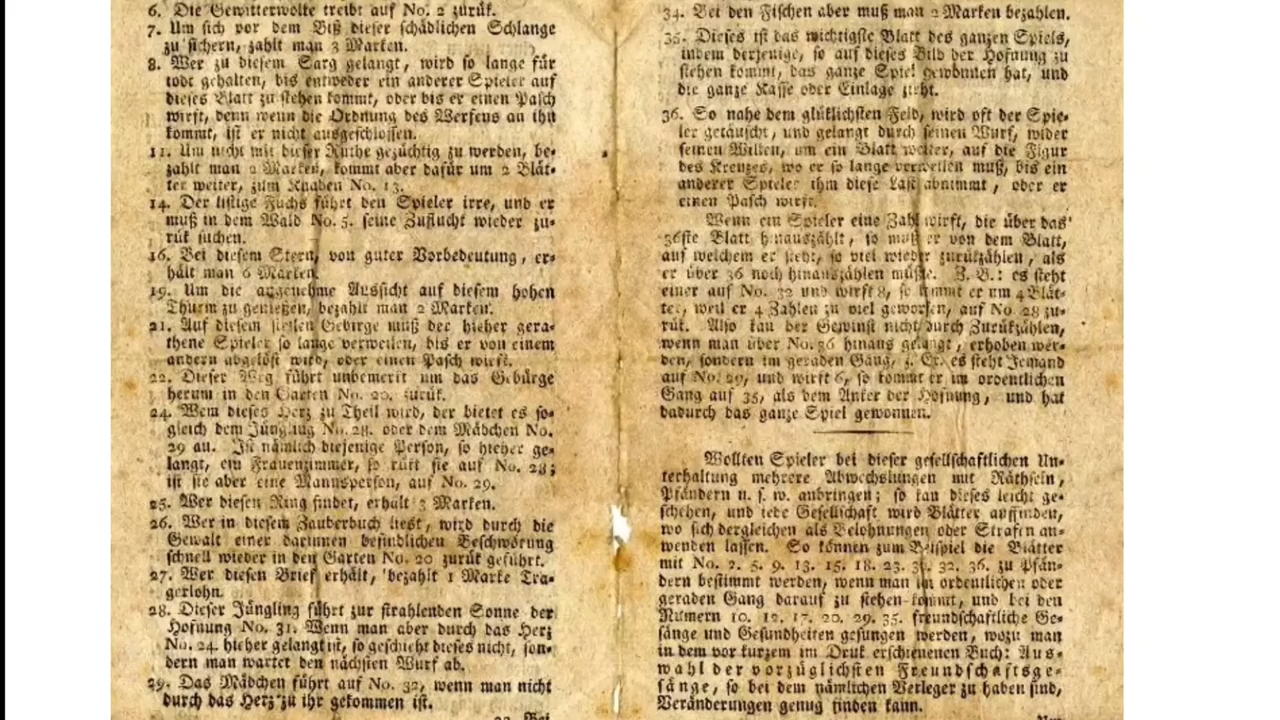 6. Die Gewitterwolke treibt auf No. 2 zurük.
7. Um sich vor dem Biß dieser schädlichen Schlange
zu sichern, zahlt man 3 Marken.
8. Wer zu diesem Sarg gelangt, wird so lange für
todt gehalten, bis entweder ein anderer Spieler auf
dieses Blatt zu stehen kommt, oder bis er einen Pasch
wirft, denn wenn die Ordnung des Werfens an ihn
kommt, ist er nicht ausgeschlossen.
11. Um nicht mit dieser Ruthe gezüchtig zu werden, be-
zahlt man 2 Marken, kommt aber dafür um 2 Blät-
ter weiter, zum Knaben No. 13.
14. Der listige Fuchs führt den Spieler irre, und er
muß in dem Wald No. 5. seine Zuflucht wieder zu-
rük suchen.
16. Bei diesem Stern, von guter Vorbedeutung, er-
hält man 6 Marken.
19. Um die angenehme Aussicht auf diesem hohen
Thurm zu genießen, bezahlt man 2 Marken.
21. Auf diesem steilen Gebirge muß der hieher gera-
thene Spieler so lange verweilen, bis er von einem
andern abgelöst wird, oder einen Pasch wirft.
22. Dieser Weg führt unbemerkt um das Gebürge
herum in den Garten No. 20. zurük.
24. Wem dieses Herz zu Theil wird, der bietet es so-
gleich dem Jüngling No. 28. oder dem Mädchen No.
29 an. Ist nämlich diejenige Person, so hieher ge-
langt, ein Frauenzimmer, so rükt sie auf No. 28;
ist sie aber eine Mannsperson, auf No. 29.
25. Wer diesen Ring findet, erhält 3 Marken.
26. Wer in diesem Zauberbuch liest, wird durch die
Gewalt einer darinnen befindlichen Beschwörung
schnell wieder in den Garten No. 20 zurük geführt.
27. Wer diesen Brief erhält, bezahlt 1 Marke Tra-
gerlohn.
28. Dieser Jüngling führt zur strahlenden Sonne der
Hofnung No. 31. Wenn man aber durch das Herz
No. 24. hieher gelangt ist, so geschieht dieses nicht, son-
dern man wartet den nächsten Wurf ab.
29. Das Mädchen führt auf No. 32, wenn man nicht
durch das Herz zu ihr gekommen ist.
34. Bei den Fischen aber muß man 2 Marken bezahlen.
35. Dieses ist das wichtigste Blatt des ganzen Spiels,
indem derjenige, so auf dieses Bild der Hofnung zu
stehen kommt, das ganze Spiel gewonnen hat, und
die ganze Kasse oder Einlage zieht.
36. So nahe dem glüklichsten Feld, wird oft der Spie-
ler getäuscht, und gelangt durch seinen Wurf, wider
seinen Willen, um ein Blatt weiter, auf die Figur
des Kreuzes, wo er so lange verweilen muß, bis ein
anderer Spieler ihm diese Last abnimmt, oder er
einen Pasch wirft.
Wenn ein Spieler eine Zahl wirft, die über das
36ste Blatt hinauszählt, so muß er von dem Blatt,
auf welchem er steht, so viel wieder zurükzählen, als
er über 36 noch hinauszählen müßte. Z. B.: es steht
einer auf No. 32 und wirft 8, so kommt er um 4 Blät-
ter, weil er 4 Zahlen zu viel geworfen, auf No 28 zu-
rük. Also kan der Gewinst nicht durch Zurükzählen,
wenn man über No. 36 hinaus gelangt, erhoben wer-
den, sondern im geraden Gang, z. Ex. es steht Jemand
auf No. 29, und wirft 6, so kommt er im ordentlichen
Gang auf 35, als dem Anker der Hofnung, und hat
dadurch das ganze Spiel gewonnen.
Wollten Spieler bei dieser gesellschaftlichen Un-
terhaltung mehrere Abwechslungen mit Räthseln,
Pfändern u. s. w. anbringen; so kan dieses leicht ge-
schehen, und jede Gesellschaft wird Blätter auffinden,
wo sich dergleichen als Belohnungen oder Strafen an-
wenden lassen. So können zum Beispiel die Blätter
mit No. 2. 5. 9. 13. 15. 18. 23. 32. 36. zu Pfän-
dern bestimmt werden, wenn man im ordentlichen oder
geraden Gang darauf zu stehen kommt, und bei den
Numern 10. 12. 17. 20. 29. 35. freundschaftliche Ge-
sänge und Gesundheiten gesungen werden, wozu man
in dem vor kurzem im Druk erschienenen Buch: Aus-
wahl der vorzüglichsten Freundschaftsge-
sänge, so bei dem nämlichen Verleger zu haben sind,
Veränderungen genug finden kann.